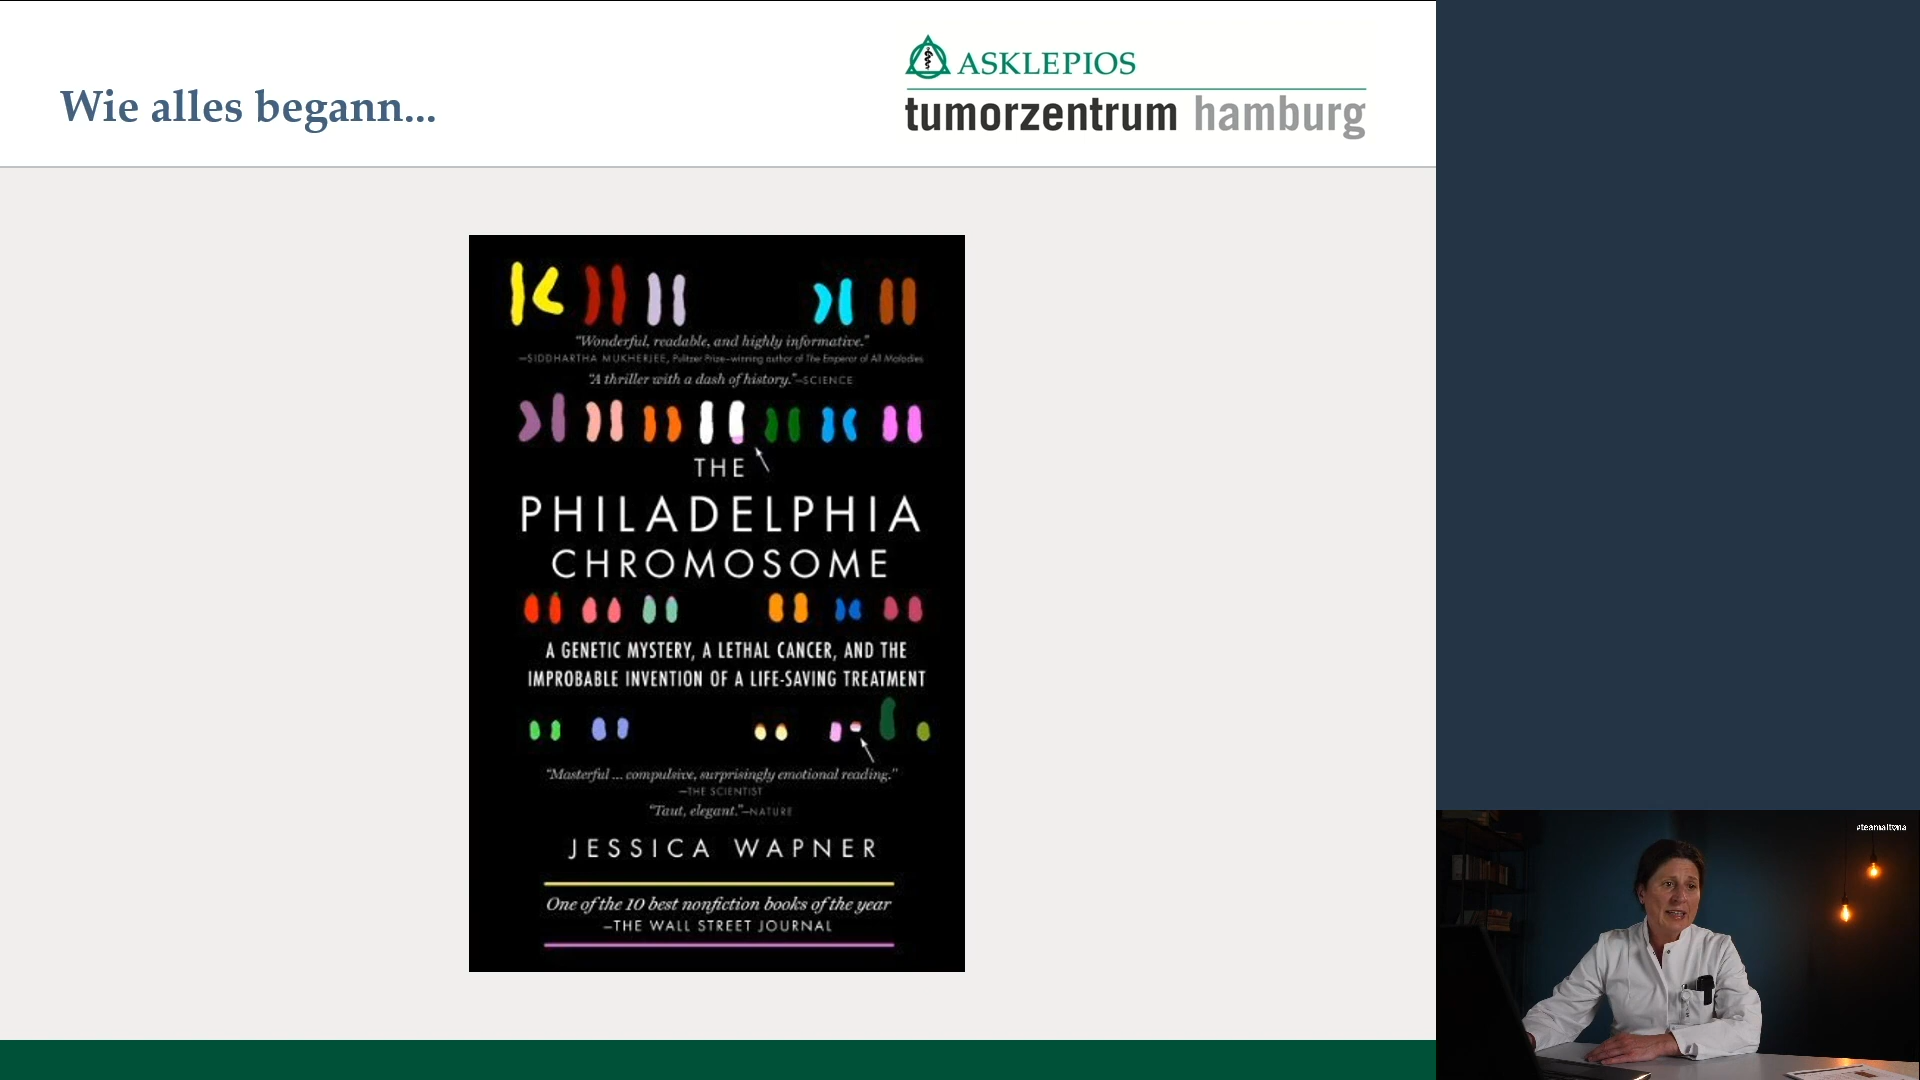 Wie alles begann...
ASKLEPIOS
tumorzentrum hamburg
"Wonderful, readable, and highly informative."
—SIDDHARTHA MUKHERJEE, Pulitzer Prize–winning author of The Emperor of All Maladies
"A thriller with a dash of history."—SCIENCE
THE
PHILADELPHIA
CHROMOSOME
A GENETIC MYSTERY, A LETHAL CANCER, AND THE
IMPROBABLE INVENTION OF A LIFE-SAVING TREATMENT
"Masterful ... compulsive, surprisingly emotional reading."
—THE SCIENTIST
"Taut, elegant."—NATURE
JESSICA WAPNER
One of the 10 best nonfiction books of the year
—THE WALL STREET JOURNAL
#teamaltona